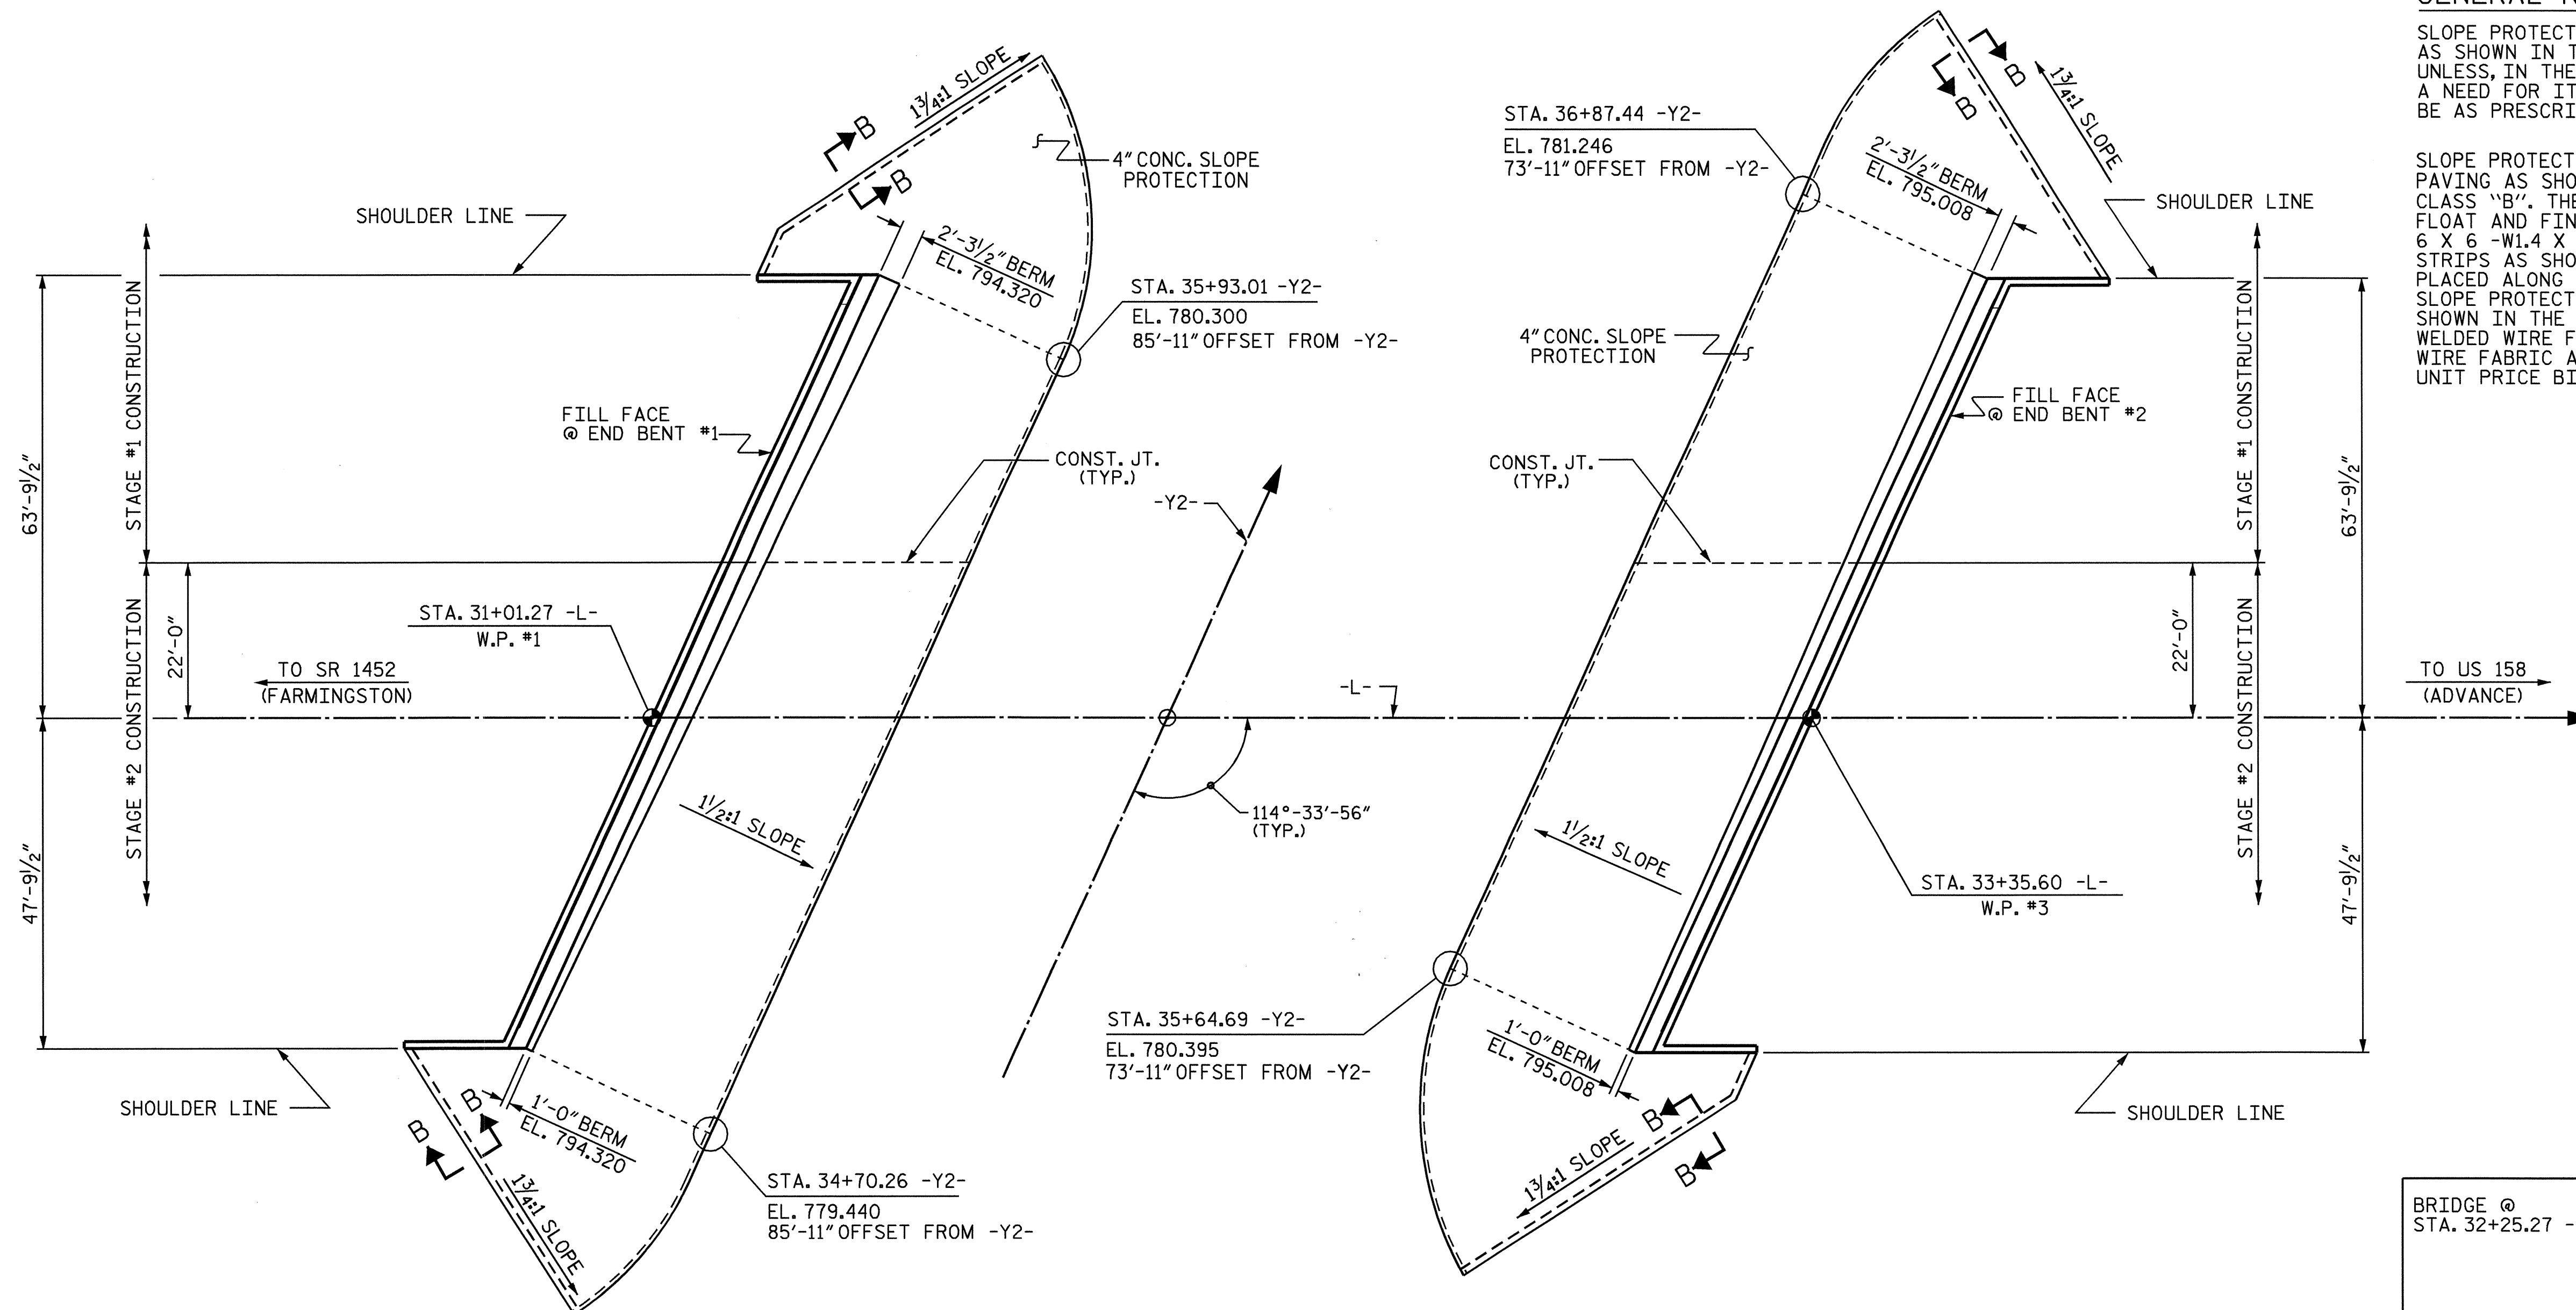 SLOPE PROTECT
AS SHOWN IN T
UNLESS, IN THE
A NEED FOR IT
BE AS PRESCRI
SLOPE PROTECT
PAVING AS SHO
CLASS "B". THE
FLOAT AND FIN
6 X 6 -W1.4 X
STRIPS AS SHO
PLACED ALONG
SLOPE PROTECT
SHOWN IN THE
WELDED WIRE F
WIRE FABRIC A
UNIT PRICE BI
1¾:1 SLOPE
B
B
4" CONC. SLOPE
PROTECTION
SHOULDER LINE
2'-3½" BERM
EL. 794.320
STA. 35+93.01 -Y2-
EL. 780.300
85'-11" OFFSET FROM -Y2-
STA. 36+87.44 -Y2-
EL. 781.246
73'-11" OFFSET FROM -Y2-
B
B
1¾:1 SLOPE
2'-3½" BERM
EL. 795.008
SHOULDER LINE
4" CONC. SLOPE
PROTECTION
63'-9½"
STAGE #1 CONSTRUCTION
FILL FACE
@ END BENT #1
CONST. JT.
(TYP.)
-Y2-
CONST. JT.
(TYP.)
FILL FACE
@ END BENT #2
STAGE #1 CONSTRUCTION
63'-9½"
22'-0"
STAGE #2 CONSTRUCTION
STA. 31+01.27 -L-
W.P. #1
TO SR 1452
(FARMINGSTON)
-L-
22'-0"
STAGE #2 CONSTRUCTION
TO US 158
(ADVANCE)
47'-9½"
1½:1 SLOPE
114°-33'-56"
(TYP.)
1½:1 SLOPE
STA. 33+35.60 -L-
W.P. #3
47'-9½"
SHOULDER LINE
B
B
1'-0" BERM
EL. 794.320
1¾:1 SLOPE
STA. 34+70.26 -Y2-
EL. 779.440
85'-11" OFFSET FROM -Y2-
STA. 35+64.69 -Y2-
EL. 780.395
73'-11" OFFSET FROM -Y2-
1'-0" BERM
EL. 795.008
B
B
1¾:1 SLOPE
SHOULDER LINE
BRIDGE @
STA. 32+25.27 -